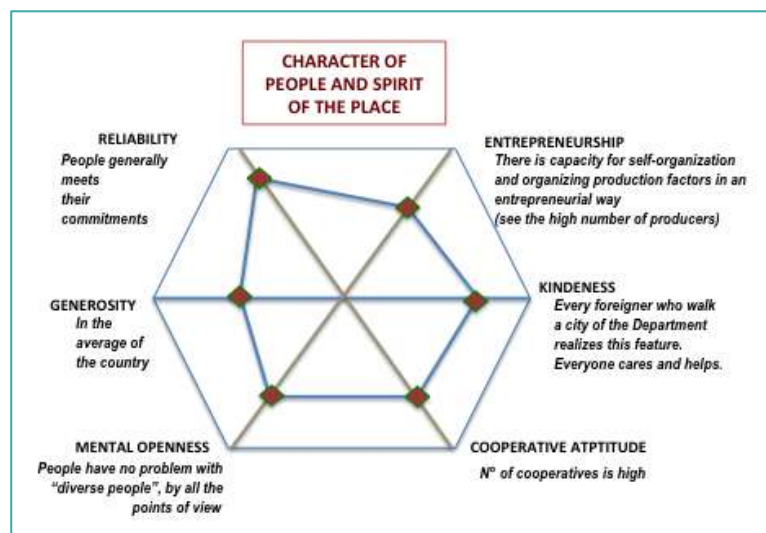 CHARACTER OF
PEOPLE AND SPIRIT
OF THE PLACE
RELIABILITY
People generally
meets
their
commitments
ENTREPRENEURSHIP
There is capacity for self-organization
and organizing production factors in an
entrepreneurial way
(see the high number of producers)
GENEROSITY
In the
average of
the country
KINDENESS
Every foreigner who walk
a city of the Department
realizes this feature.
Everyone cares and helps.
MENTAL OPENNESS
People have no problem with
“diverse people”, by all the
points of view
COOPERATIVE ATPTITUDE
N° of cooperatives is high